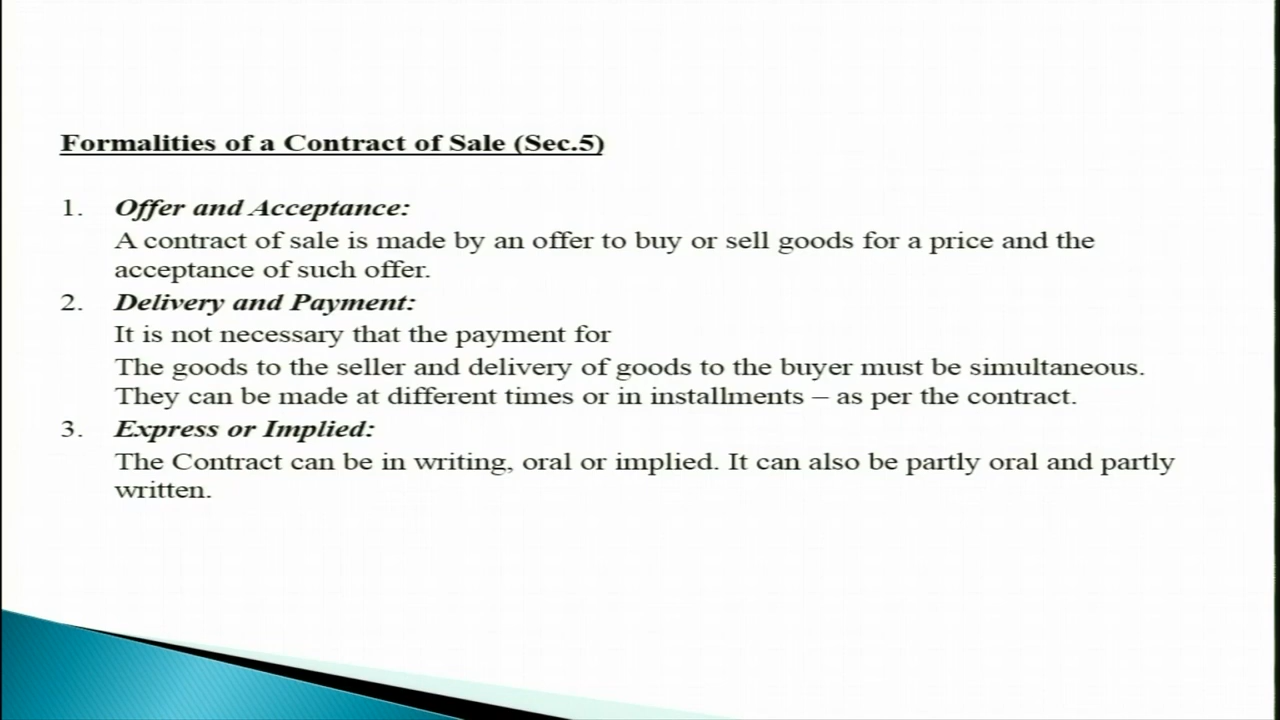 Formalities of a Contract of Sale (Sec.5)
1. Offer and Acceptance:
A contract of sale is made by an offer to buy or sell goods for a price and the
acceptance of such offer.
2. Delivery and Payment:
It is not necessary that the payment for
The goods to the seller and delivery of goods to the buyer must be simultaneous.
They can be made at different times or in installments – as per the contract.
3. Express or Implied:
The Contract can be in writing, oral or implied. It can also be partly oral and partly
written.